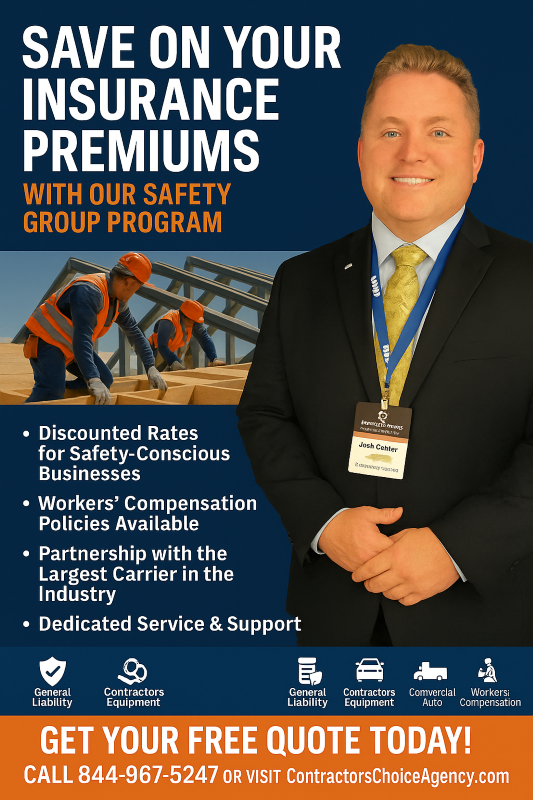 SAVE ON YOUR
INSURANCE
PREMIUMS
WITH OUR SAFETY
GROUP PROGRAM
Josh Cehter
• Discounted Rates
for Safety-Conscious
Businesses
• Workers' Compensation
Policies Available
• Partnership with the
Largest Carrier in the
Industry
• Dedicated Service & Support
General
Liability
Contractors
Equipment
General
Liability
Contractors
Equipment
Comvercial
Auto
Workers:
Compensation
GET YOUR FREE QUOTE TODAY!
CALL 844-967-5247 OR VISIT ContractorsChoiceAgency.com